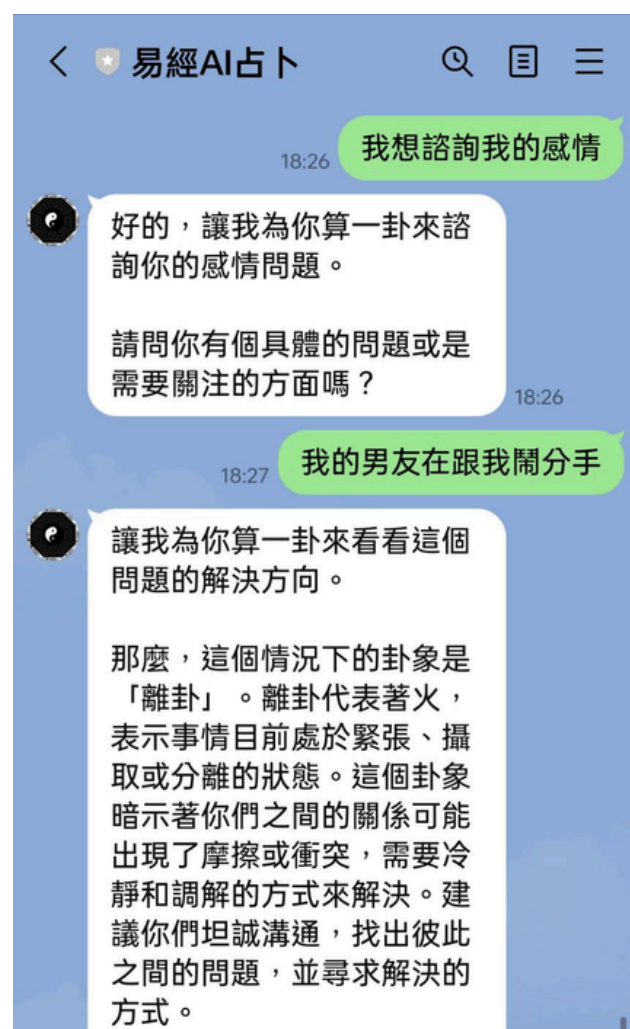 易經AI占卜
我想諮詢我的感情
18:26
好的，讓我為你算一卦來諮
詢你的感情問題。
請問你有個具體的問題或是
需要關注的方面嗎？
18:26
我的男友在跟我鬧分手
18:27
讓我為你算一卦來看看這個
問題的解決方向。
那麼，這個情況下的卦象是
「離卦」。離卦代表著火，
表示事情目前處於緊張、攝
取或分離的狀態。這個卦象
暗示著你們之間的關係可能
出現了摩擦或衝突，需要冷
靜和調解的方式來解決。建
議你們坦誠溝通，找出彼此
之間的問題，並尋求解決的
方式。